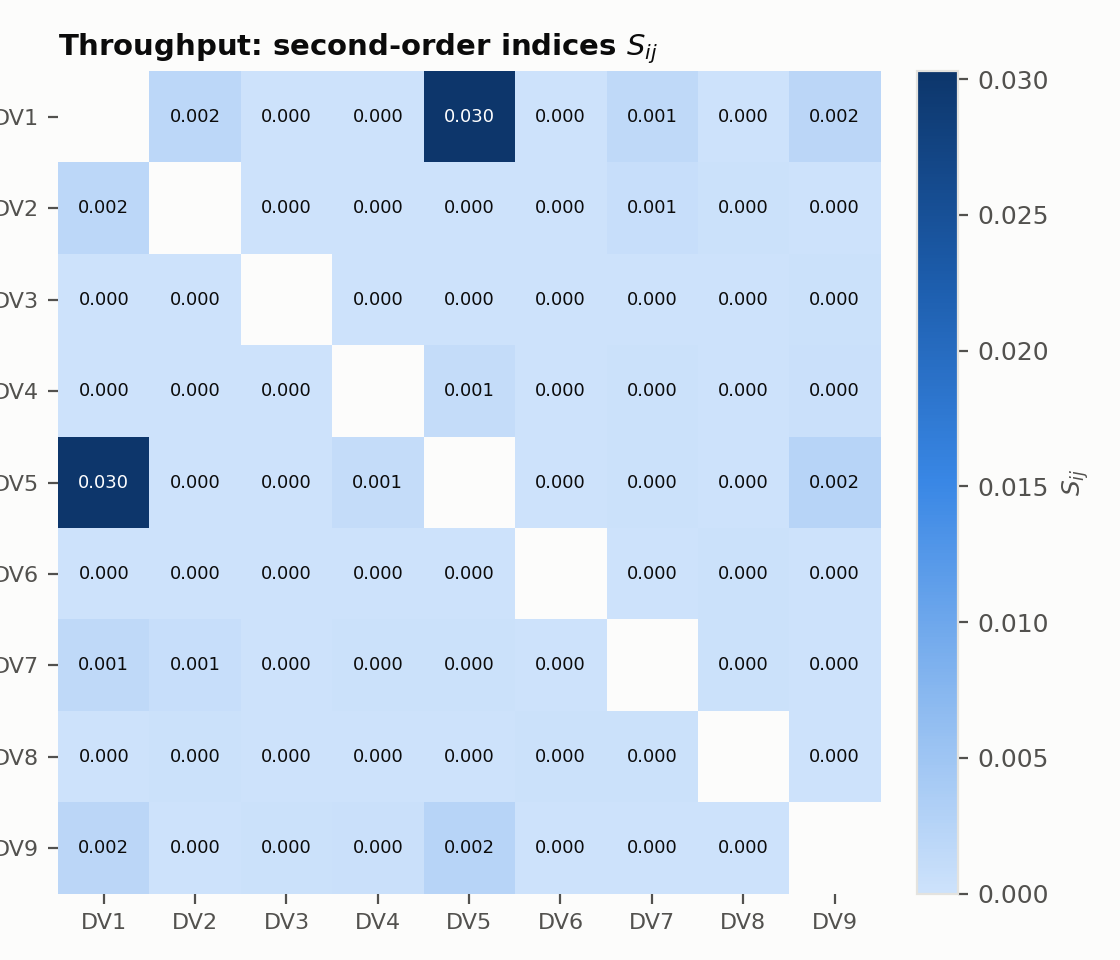 Throughput: second-order indices S_ij
DV1 0.002 0.000 0.000 0.030 0.000 0.001 0.000 0.002
DV2 0.002 0.000 0.000 0.000 0.000 0.001 0.000 0.000
DV3 0.000 0.000 0.000 0.000 0.000 0.000 0.000 0.000
DV4 0.000 0.000 0.000 0.001 0.000 0.000 0.000 0.000
DV5 0.030 0.000 0.000 0.001 0.000 0.000 0.000 0.002
DV6 0.000 0.000 0.000 0.000 0.000 0.000 0.000 0.000
DV7 0.001 0.001 0.000 0.000 0.000 0.000 0.000 0.000
DV8 0.000 0.000 0.000 0.000 0.000 0.000 0.000 0.000
DV9 0.002 0.000 0.000 0.000 0.002 0.000 0.000 0.000
DV1 DV2 DV3 DV4 DV5 DV6 DV7 DV8 DV9
0.030
0.025
0.020
0.015
0.010
0.005
0.000
S_ij